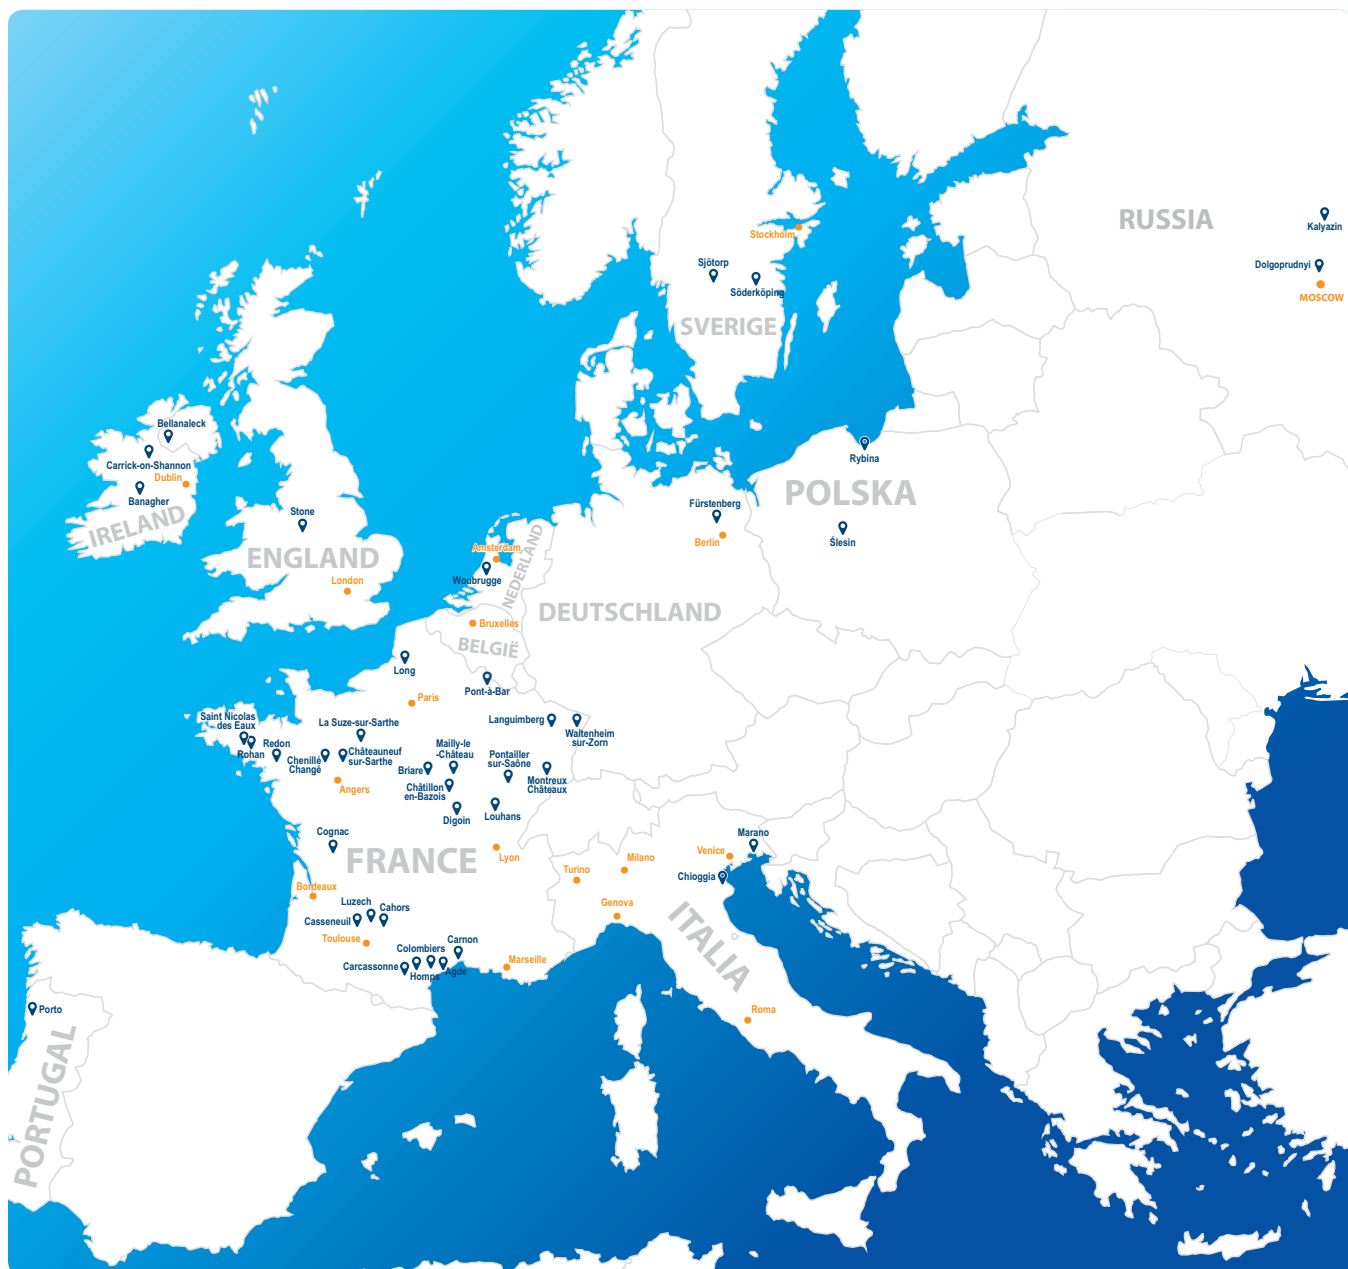 Stockholm
RUSSIA
Kalyazin
Dolgoprudnyi
MOSCOW
Sjötorp
Söderköping
SVERIGE
Bellanaleck
Carrick-on-Shannon
Dublin
Banagher
IRELAND
Stone
ENGLAND
London
Rybina
POLSKA
Ślesin
Fürstenberg
Berlin
Amsterdam
Woubrugge
NEDERLAND
DEUTSCHLAND
Bruxelles
BELGIË
Long
Pont-à-Bar
Paris
Languimberg
Waltenheim
sur-Zorn
Saint Nicolas
des Eaux
Rohan
Redon
La Suze-sur-Sarthe
Chenillé
Changé
Châteauneuf
sur-Sarthe
Angers
Briare
Mailly-le
-Château
Châtillon
en-Bazois
Digoin
Pontailler
sur-Saône
Montreux
Châteaux
Louhans
Cognac
FRANCE
Lyon
Bordeaux
Luzech
Cahors
Casseneuil
Toulouse
Carcassonne
Colombiers
Homps
Agde
Carnon
Marseille
Turino
Milano
Genova
Venice
Marano
Chioggia
ITALIA
Roma
Porto
PORTUGAL